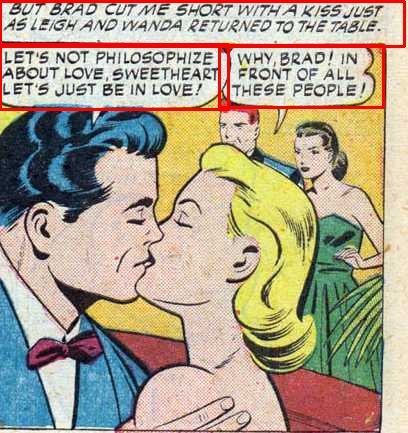 BUT BRAD CUT ME SHORT WITH A KISS JUST
AS LEIGH AND WANDA RETURNED TO THE TABLE.
LET'S NOT PHILOSOPHIZE
ABOUT LOVE, SWEETHEART
LET'S JUST BE IN LOVE!
WHY, BRAD! IN
FRONT OF ALL
THESE PEOPLE!